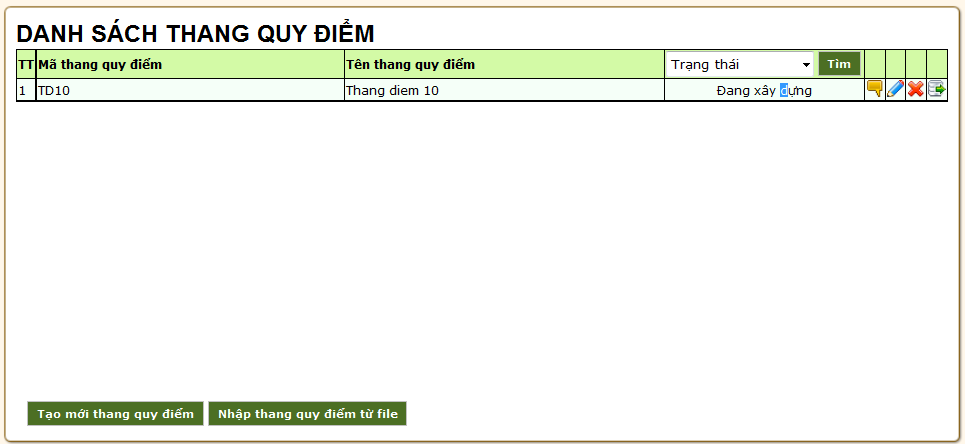 DANH SÁCH THANG QUY ĐIỂM
TT Mã thang quy điểm Tên thang quy điểm Trạng thái Tìm
1 TD10 Thang diem 10 Đang xây dựng
Tạo mới thang quy điểm Nhập thang quy điểm từ file